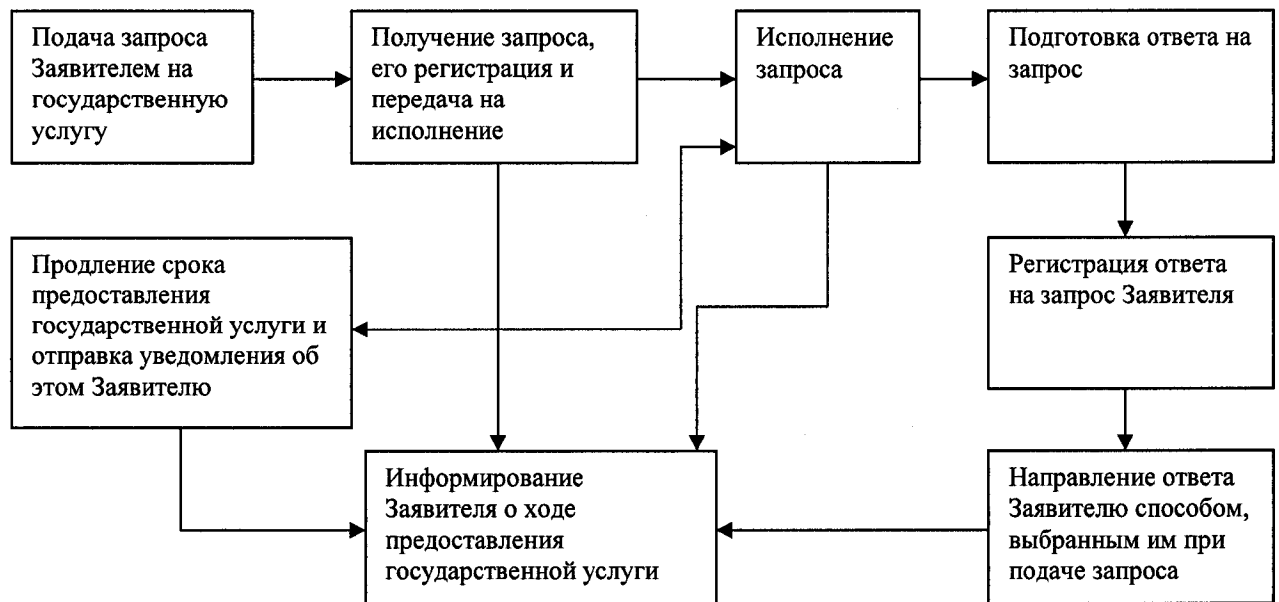 Подача запроса
Заявителем на
государственную
услугу
Получение запроса,
его регистрация и
передача на
исполнение
Исполнение
запроса
Подготовка ответа на
запрос
Продление срока
предоставления
государственной услуги и
отправка уведомления об
этом Заявителю
Регистрация ответа
на запрос Заявителя
Информирование
Заявителя о ходе
предоставления
государственной услуги
Направление ответа
Заявителю способом,
выбранным им при
подаче запроса